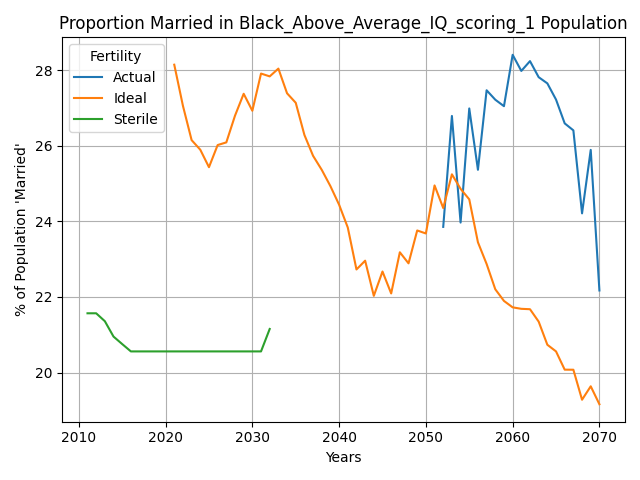 Proportion Married in Black_Above_Average_IQ_scoring_1 Population
Fertility
Actual
Ideal
Sterile
% of Population 'Married'
28
26
24
22
20
2010 2020 2030 2040 2050 2060 2070
Years